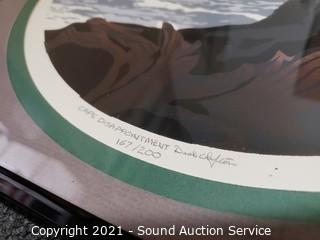 CAPE DISAPPOINTMENT
167/200
Copyright 2021 - Sound Auction Service